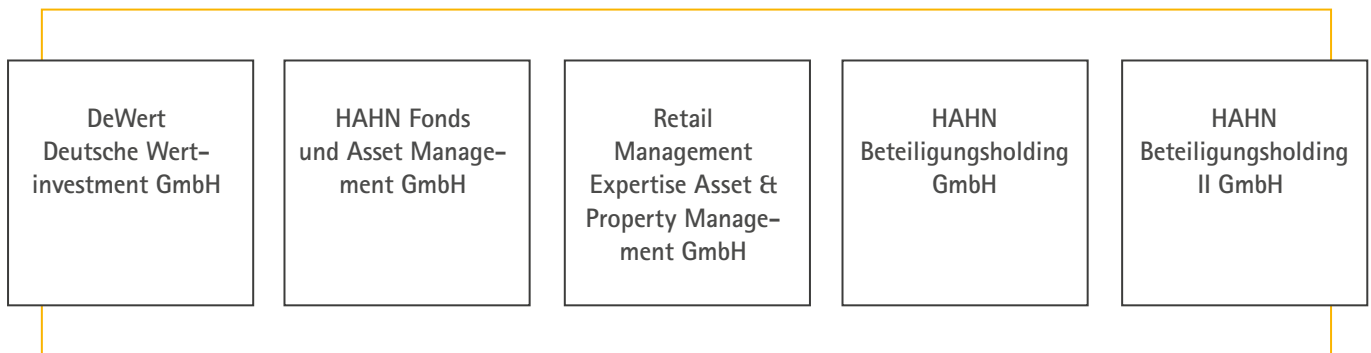 DeWert
Deutsche Wert-
investment GmbH
HAHN Fonds
und Asset Manage-
ment GmbH
Retail
Management
Expertise Asset &
Property Manage-
ment GmbH
HAHN
Beteiligungsholding
GmbH
HAHN
Beteiligungsholding
II GmbH